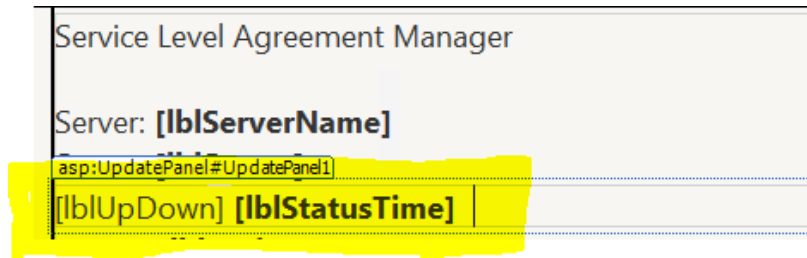 Service Level Agreement Manager
Server: [lblServerName]
asp:UpdatePanel#UpdatePanel1
[lblUpDown] [lblStatusTime]